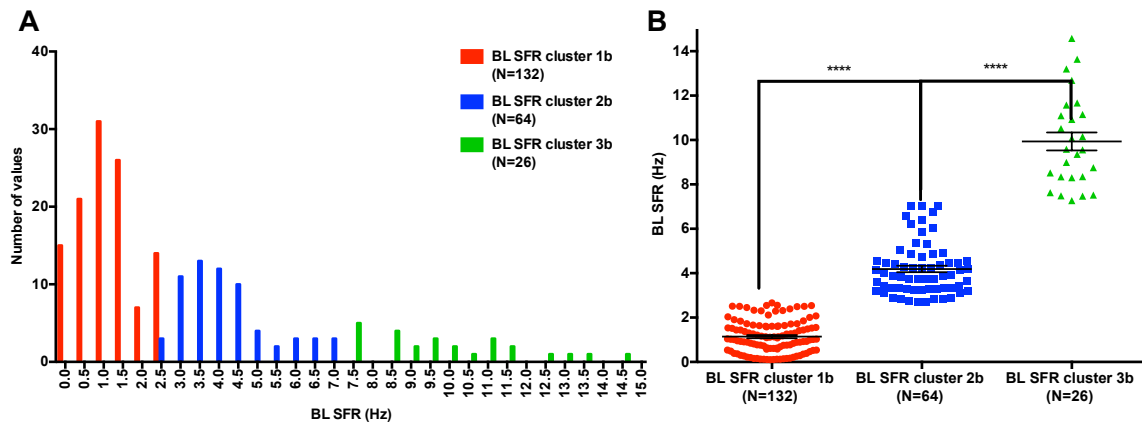 A
Number of values
40
30
20
10
0
0.0
0.5
1.0
1.5
2.0
2.5
3.0
3.5
4.0
4.5
5.0
5.5
6.0
6.5
7.0
7.5
8.0
8.5
9.0
9.5
10.0
10.5
11.0
11.5
12.0
12.5
13.0
13.5
14.0
14.5
15.0
BL SFR (Hz)
BL SFR cluster 1b
(N=132)
BL SFR cluster 2b
(N=64)
BL SFR cluster 3b
(N=26)
B
BL SFR (Hz)
14
12
10
8
6
4
2
0
****
****
BL SFR cluster 1b
(N=132)
BL SFR cluster 2b
(N=64)
BL SFR cluster 3b
(N=26)